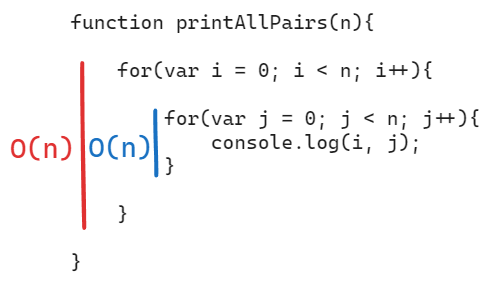 function printAllPairs(n){
for(var i = 0; i < n; i++){
for(var j = 0; j < n; j++){
O(n) O(n) console.log(i, j);
}
}
}